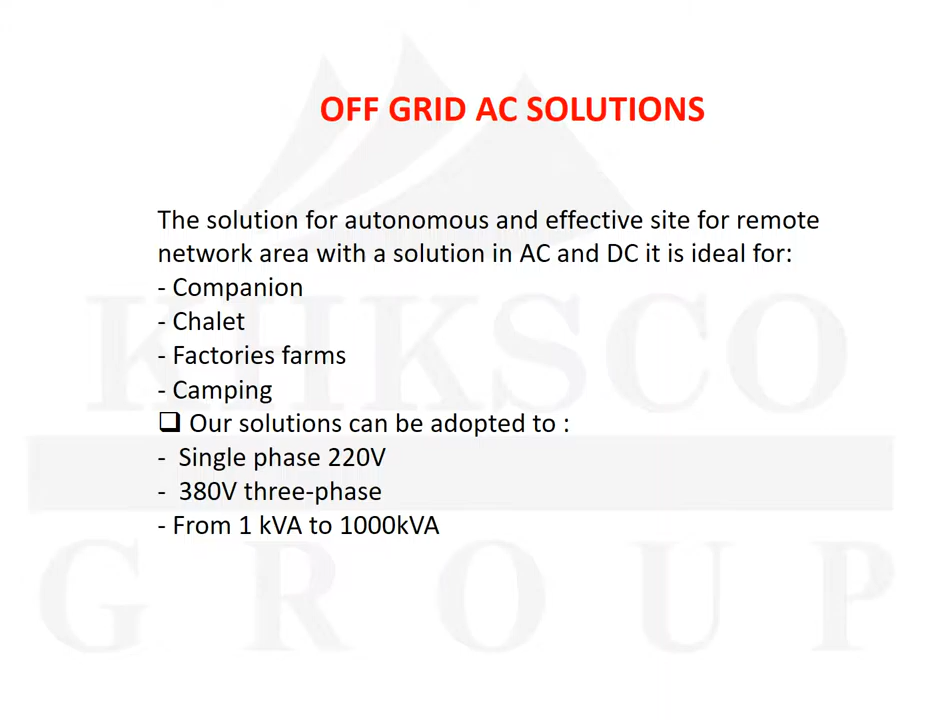 OFF GRID AC SOLUTIONS
The solution for autonomous and effective site for remote
network area with a solution in AC and DC it is ideal for:
- Companion
- Chalet
- Factories farms
- Camping
❑ Our solutions can be adopted to :
- Single phase 220V
- 380V three-phase
- From 1 kVA to 1000kVA
KHKSCO
GROUP